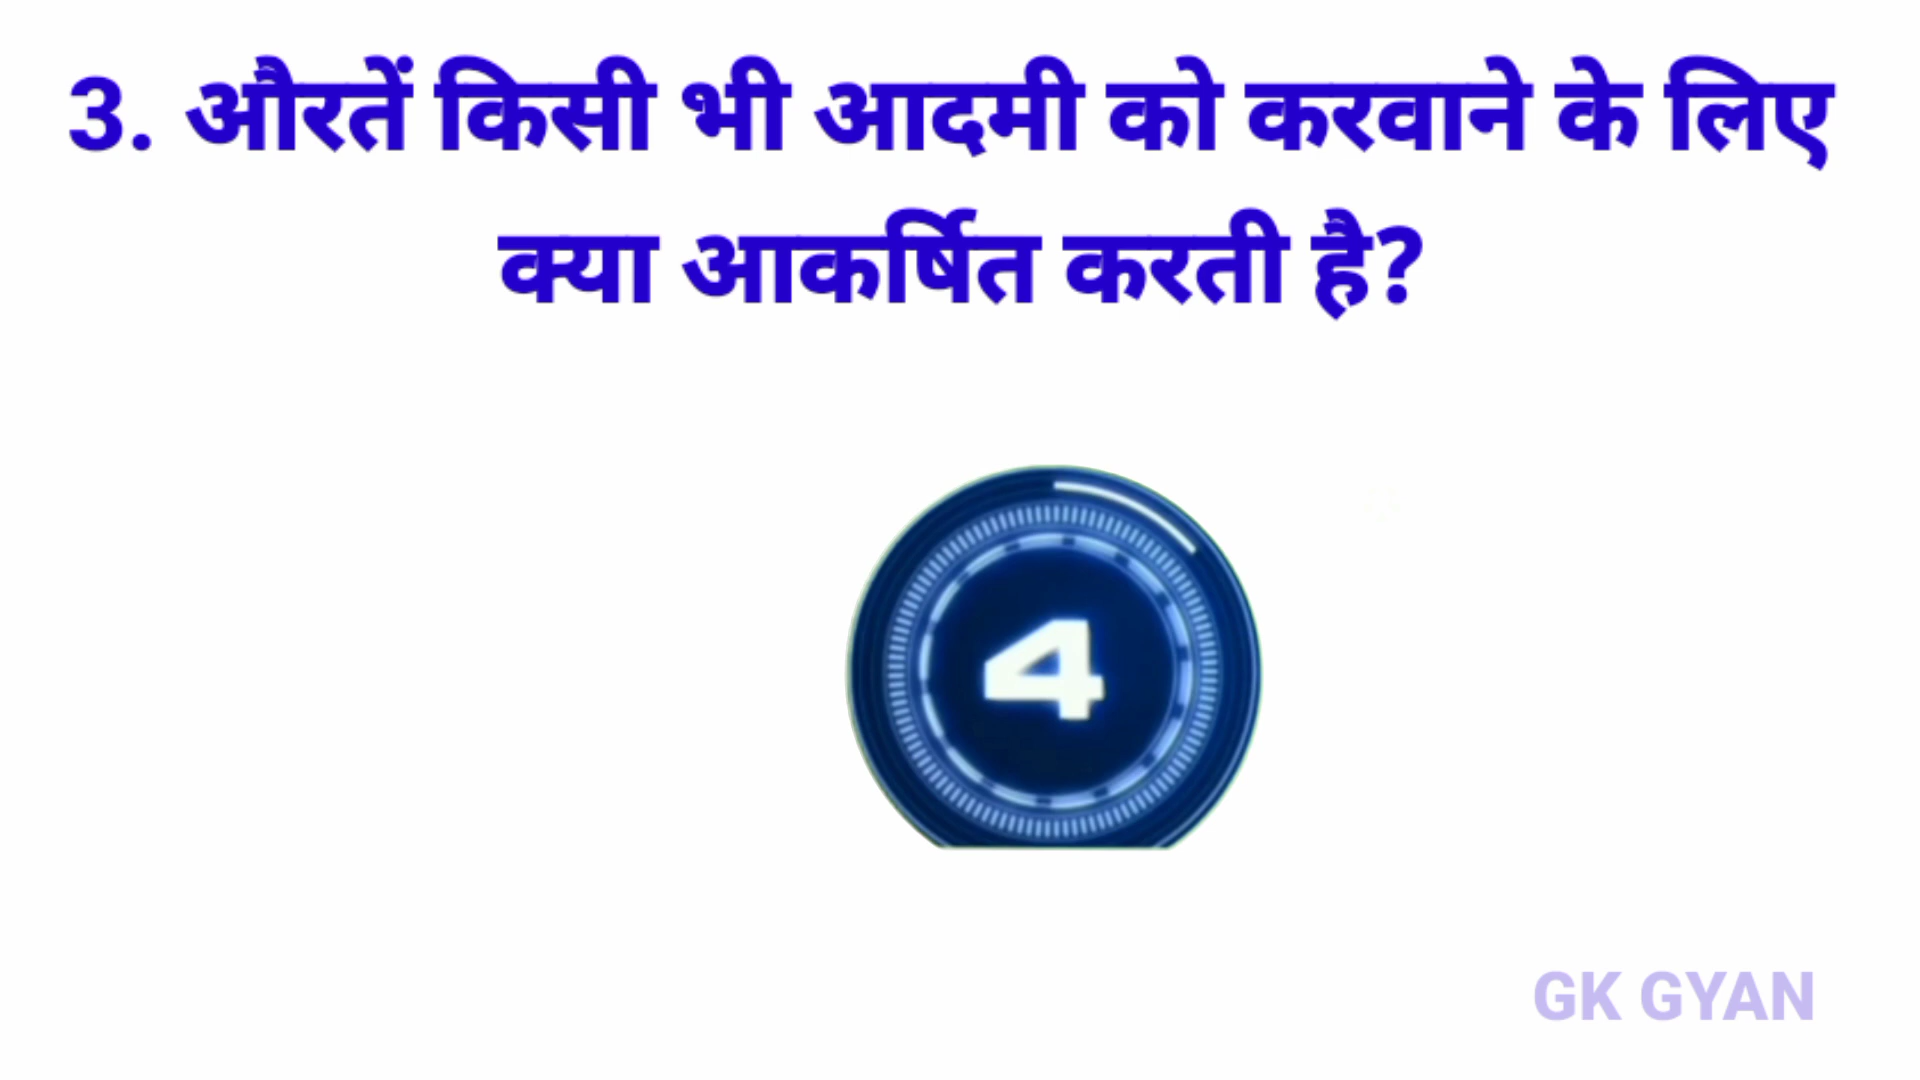 3. औरतें किसी भी आदमी को करवाने के लिए
क्या आकर्षित करती है?
4
GK GYAN